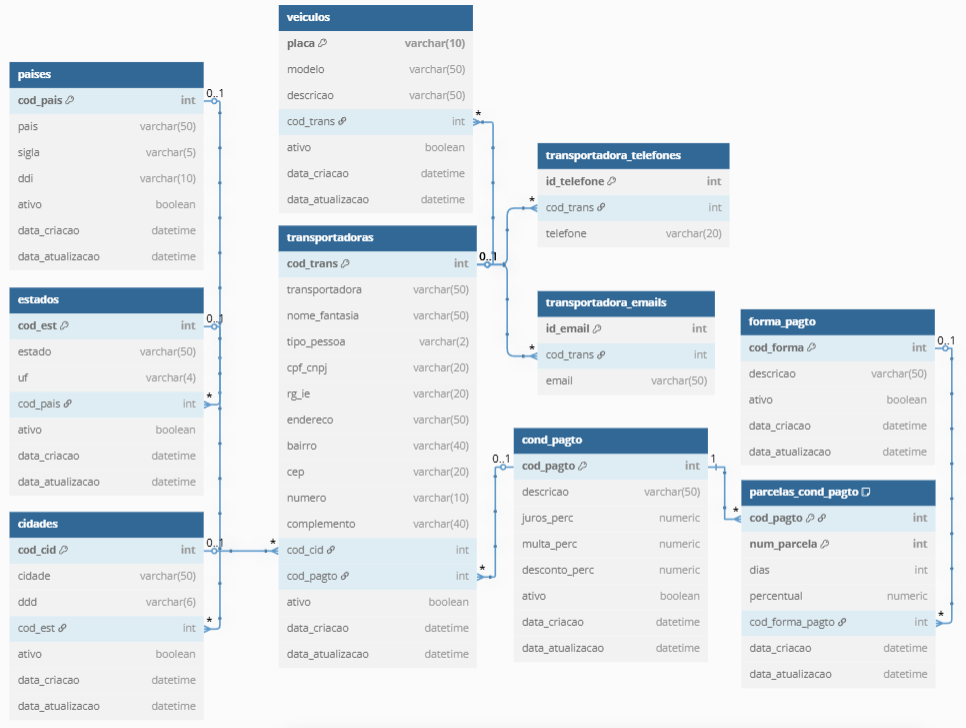 veiculos
placa varchar(10)
modelo varchar(50)
descricao varchar(50)
cod_trans int
ativo boolean
data_criacao datetime
data_atualizacao datetime
paises
cod_pais int
pais varchar(50)
sigla varchar(5)
ddi varchar(10)
ativo boolean
data_criacao datetime
data_atualizacao datetime
0..1
*
transportadora_telefones
id_telefone int
cod_trans int
telefone varchar(20)
*
transportadoras
cod_trans int
transportadora varchar(50)
nome_fantasia varchar(50)
tipo_pessoa varchar(2)
cpf_cnpj varchar(20)
rg_ie varchar(20)
endereco varchar(50)
bairro varchar(40)
cep varchar(20)
numero varchar(10)
complemento varchar(40)
cod_cid int
cod_pagto int
ativo boolean
data_criacao datetime
data_atualizacao datetime
0..1
*
*
estados
cod_est int
estado varchar(50)
uf varchar(4)
cod_pais int
ativo boolean
data_criacao datetime
data_atualizacao datetime
0..1
*
transportadora_emails
id_email int
cod_trans int
email varchar(50)
*
forma_pagto
cod_forma int
descricao varchar(50)
ativo boolean
data_criacao datetime
data_atualizacao datetime
0..1
cond_pagto
cod_pagto int
descricao varchar(50)
juros_perc numeric
multa_perc numeric
desconto_perc numeric
ativo boolean
data_criacao datetime
data_atualizacao datetime
0..1
1
parcelas_cond_pagto
cod_pagto int
num_parcela int
dias int
percentual numeric
cod_forma_pagto int
data_criacao datetime
data_atualizacao datetime
*
*
cidades
cod_cid int
cidade varchar(50)
ddd varchar(6)
cod_est int
ativo boolean
data_criacao datetime
data_atualizacao datetime
0..1
*